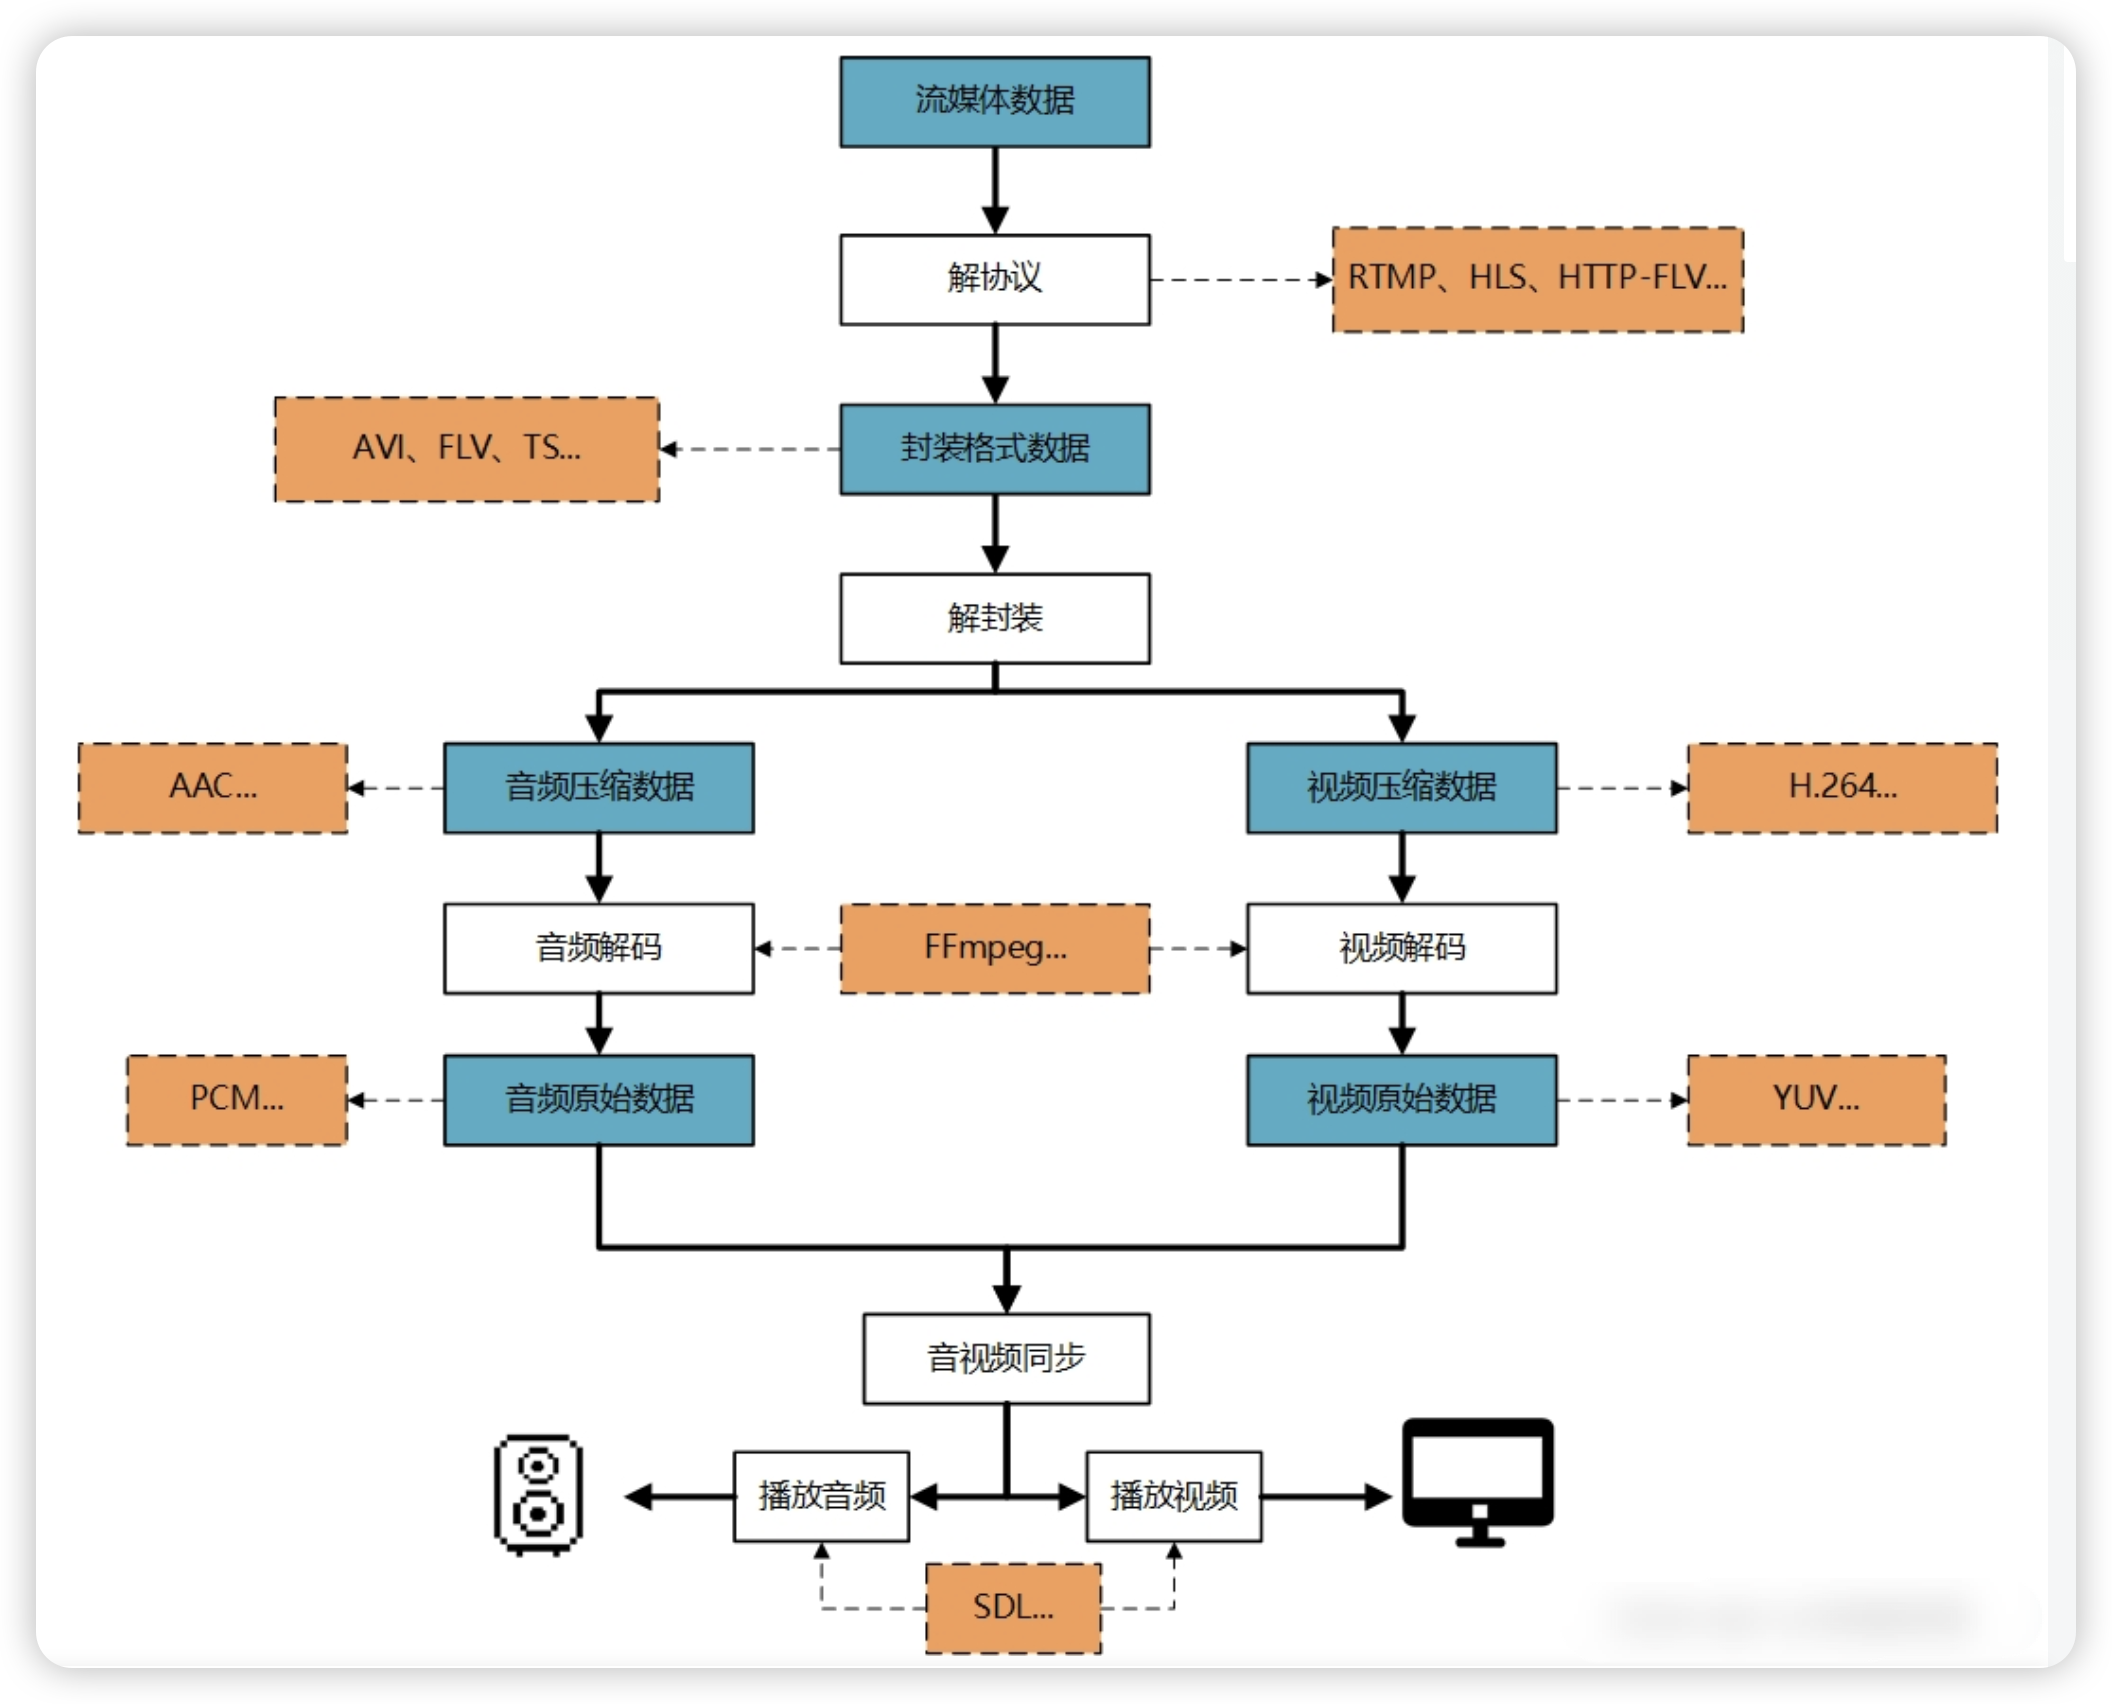 流媒体数据
解协议
RTMP、HLS、HTTP-FLV...
AVI、FLV、TS...
封装格式数据
解封装
AAC...
音频压缩数据
视频压缩数据
H.264...
音频解码
FFmpeg...
视频解码
PCM...
音频原始数据
视频原始数据
YUV...
音视频同步
播放音频
播放视频
SDL...